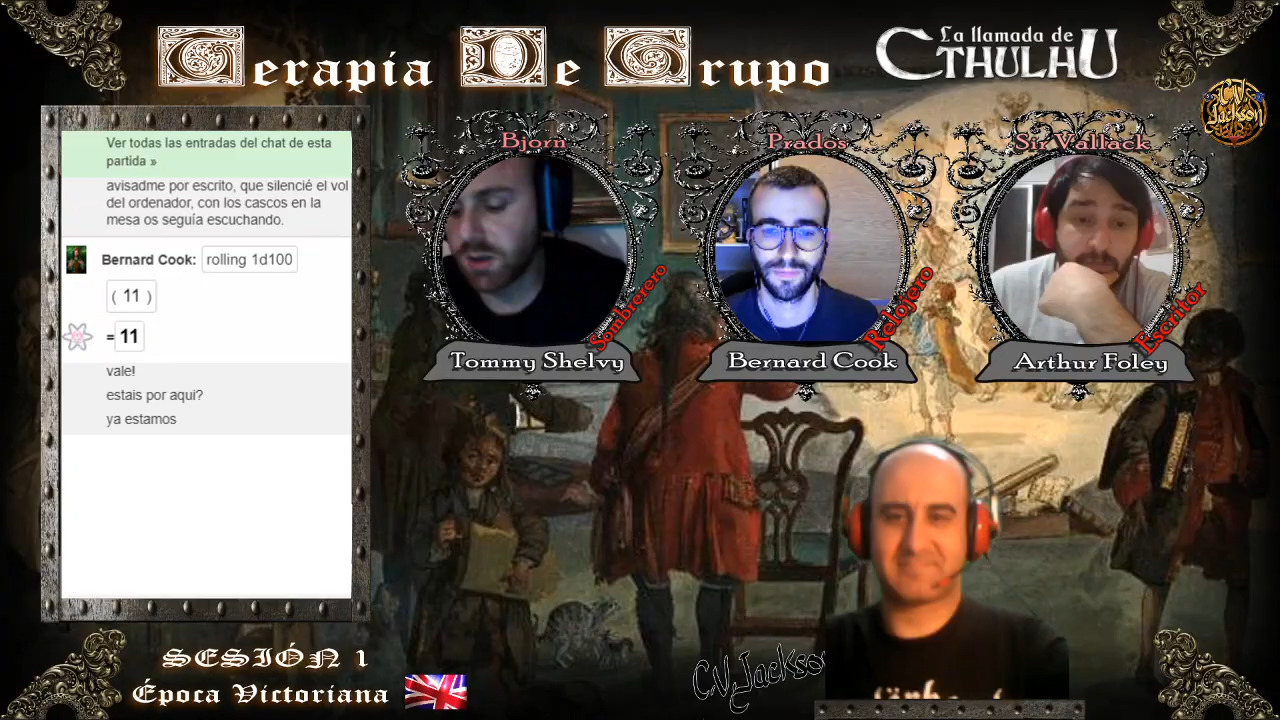 Terapia De Grupo
La llamada de
CTHULHU
CV Jackson
Ver todas las entradas del chat de esta
partida »
avisadme por escrito, que silencié el vol
del ordenador, con los cascos en la
mesa os seguía escuchando.
Bernard Cook: rolling 1d100
( 11 )
= 11
vale!
estais por aqui?
ya estamos
Bjorn
Sombrerero
Tommy Shelvy
Prados
Relojero
Bernard Cook
Sir Vallack
Escritor
Arthur Foley
SESIÓN 1
Época Victoriana
CV Jackso